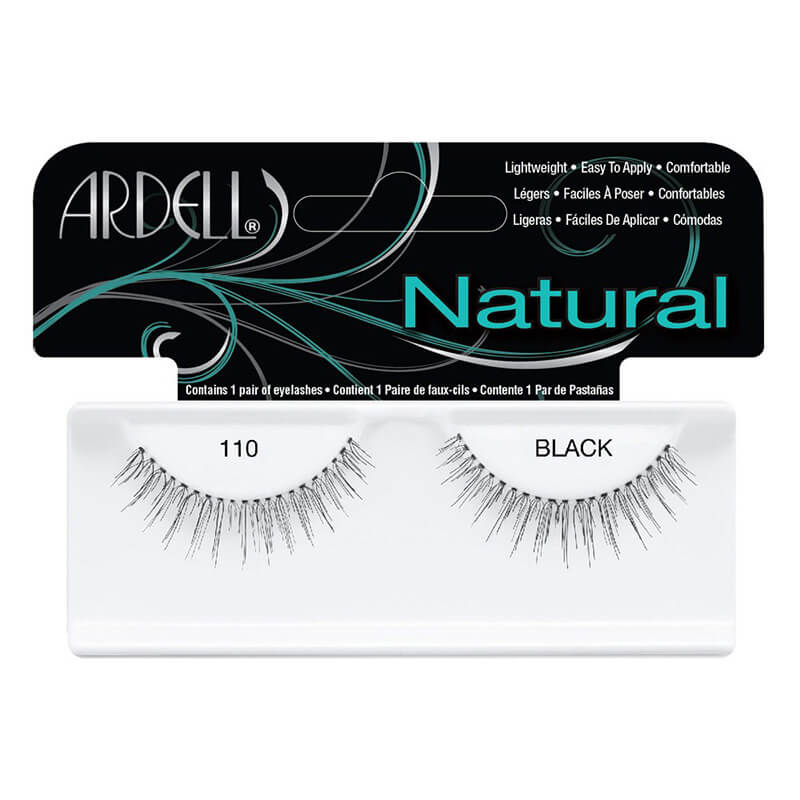 ARDELL®
Lightweight • Easy To Apply • Comfortable
Légers • Faciles À Poser • Confortables
Ligeras • Fáciles De Aplicar • Cómodas
Natural
Contains 1 pair of eyelashes • Contient 1 Paire de faux-cils • Contente 1 Par de Pastañas
110
BLACK